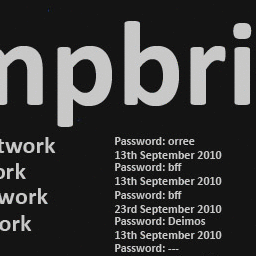 mpbri
twork
ork
work
ork
Password: orree
13th September 2010
Password: bff
13th September 2010
Password: bff
23rd September 2010
Password: Deimos
13th September 2010
Password: ---